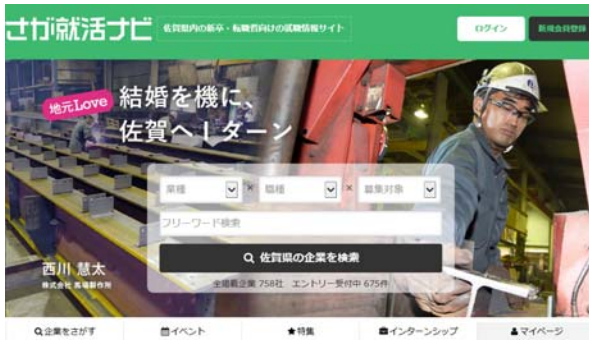 さが就活ナビ
佐賀県内の新卒・転職者向けの就職情報サイト
ログイン
新規会員登録
地元Love
結婚を機に、
佐賀へIターン
業種 × 職種 × 募集対象
フリーワード検索
佐賀県の企業を検索
全掲載企業 758社 エントリー受付中 675件
西川 慧太
株式会社 馬場製作所
企業をさがす
イベント
特集
インターンシップ
マイページ